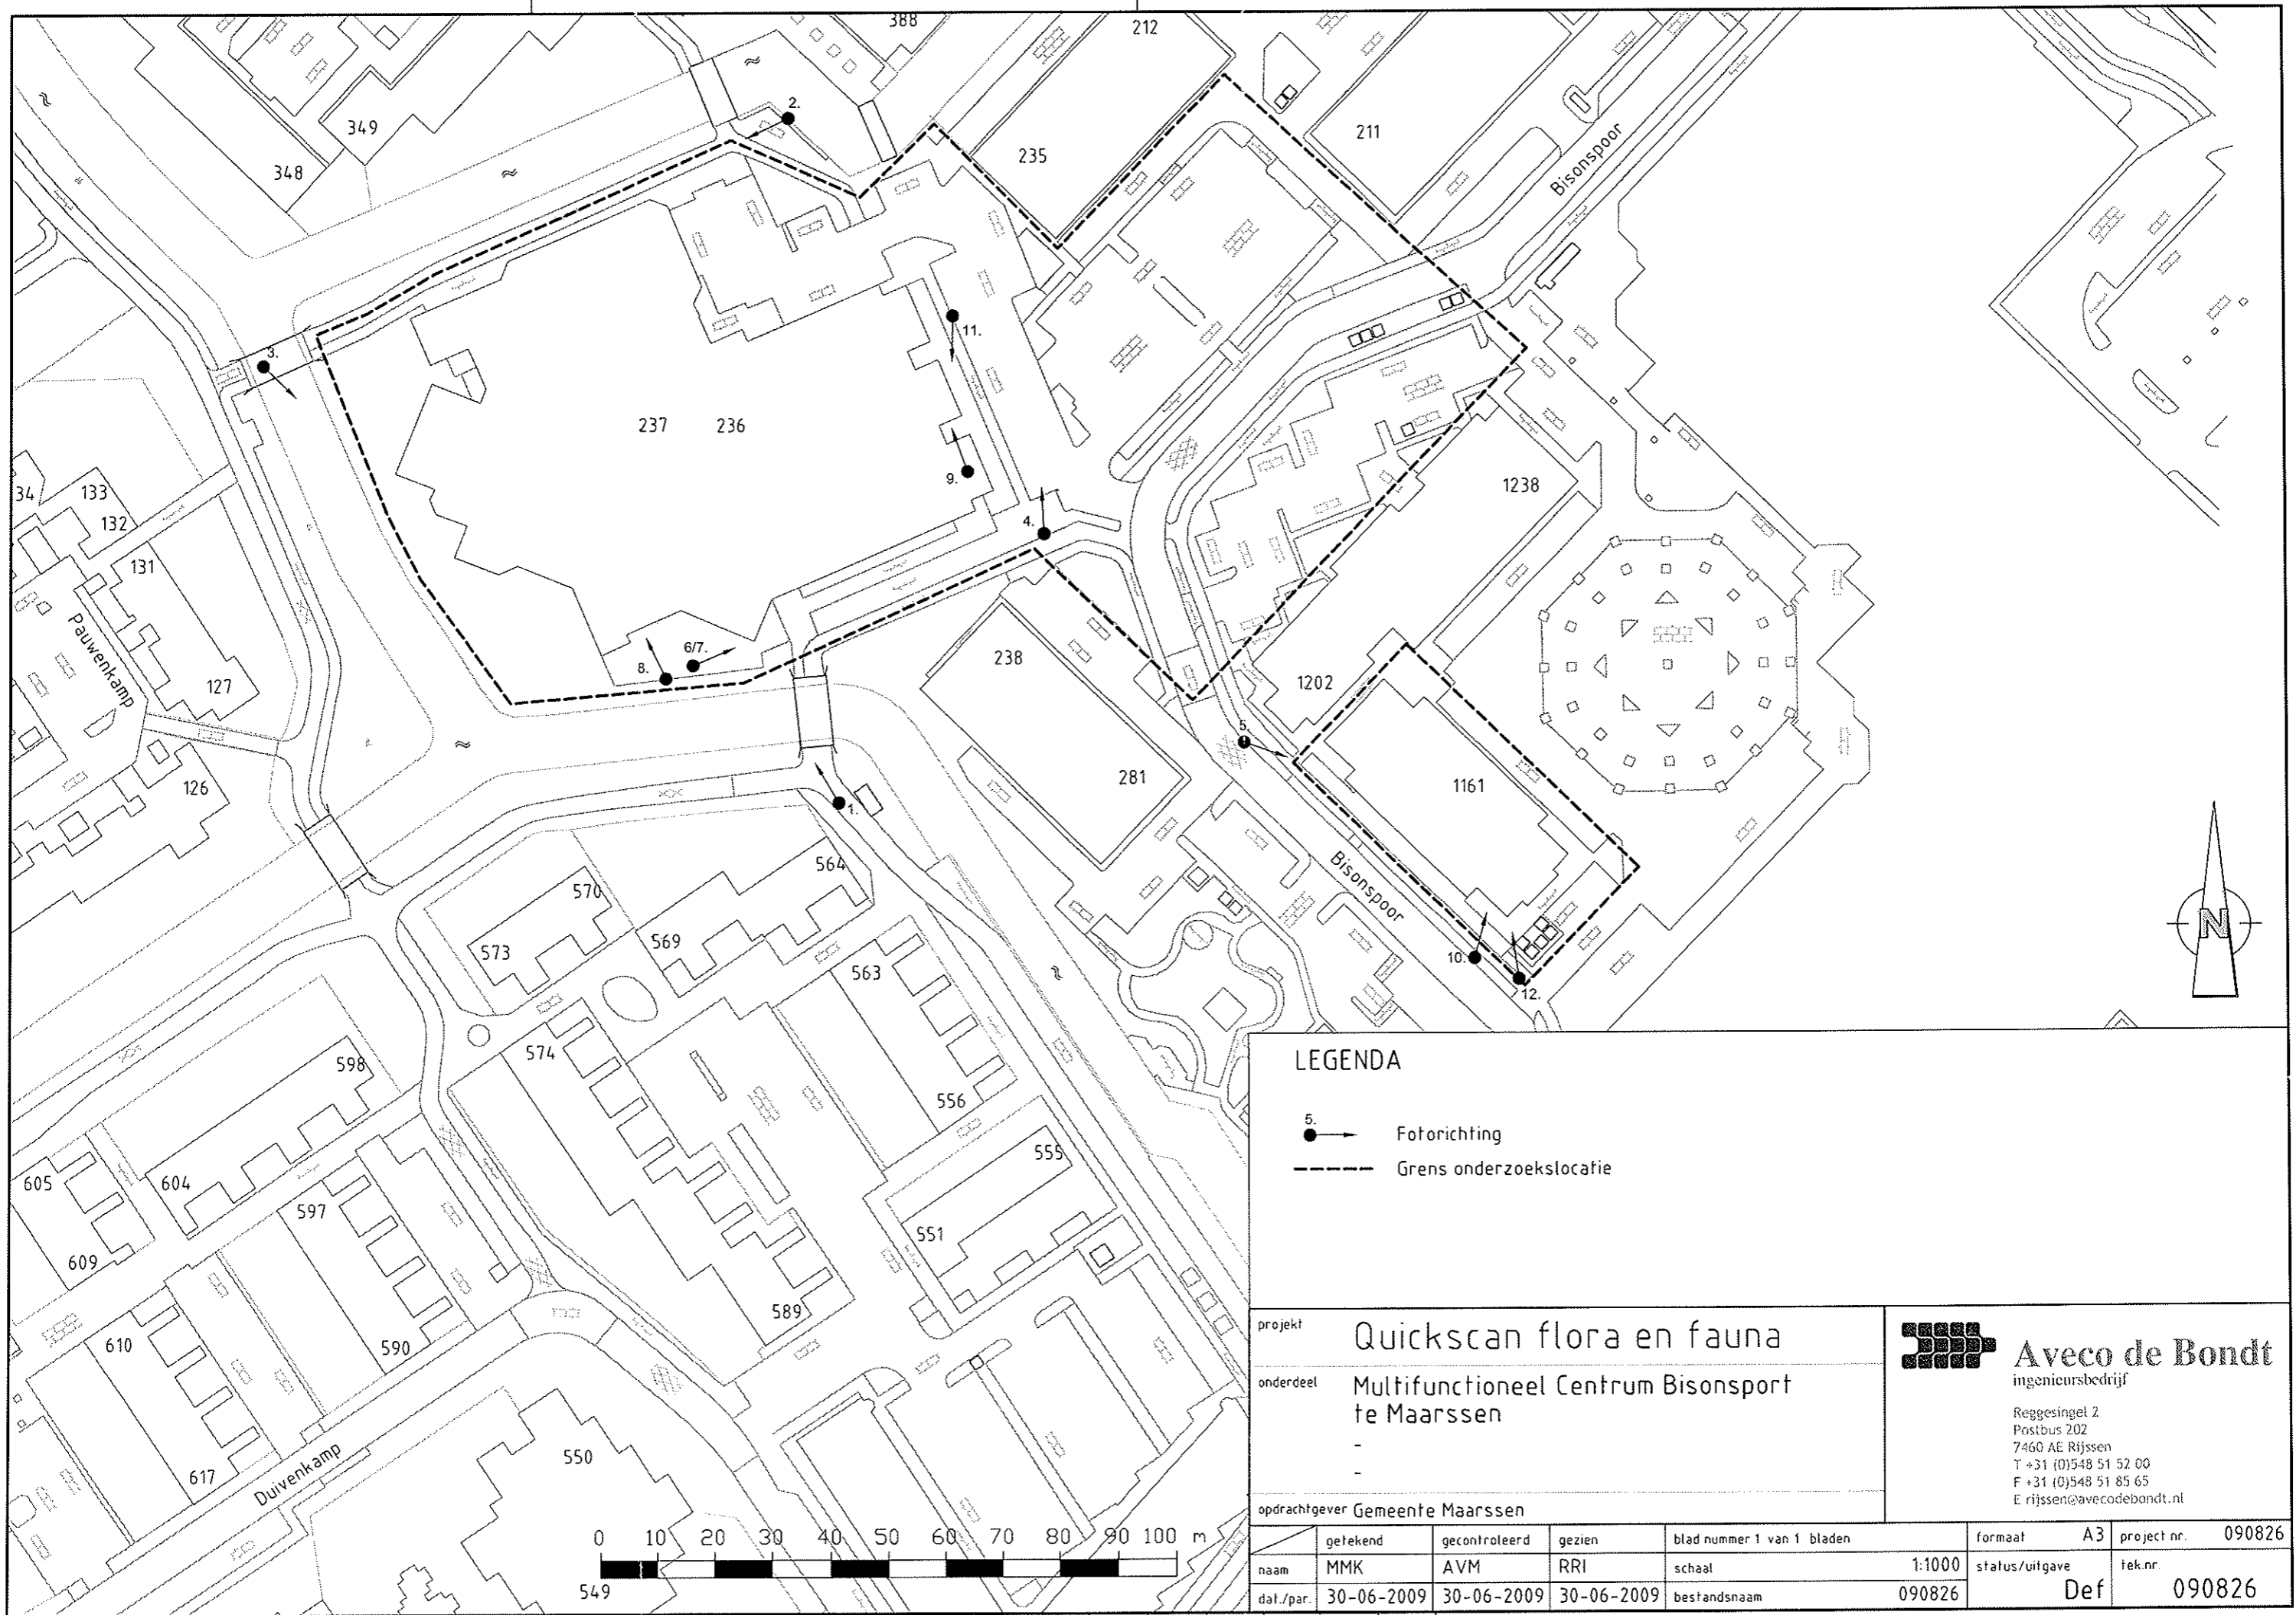 388
212
349
348
2.
235
211
Bisonspoor
3.
11.
237
236
9.
4.
34
133
132
131
1238
Pauwenkamp
127
8.
6/7.
238
1202
5.
126
281
1161
1.
Bisonspoor
570
564
573
569
563
10.
12.
N
574
598
556
555
605
604
597
551
609
610
590
589
617
Duivenkamp
550
0 10 20 30 40 50 60 70 80 90 100 m
549
LEGENDA
5.
Fotorichting
Grens onderzoekslocatie
projekt Quickscan flora en fauna
onderdeel Multifunctioneel Centrum Bisonsport
te Maarssen
-
-
opdrachtgever Gemeente Maarssen
Aveco de Bondt
ingenieursbedrijf
Reggesingel 2
Postbus 202
7460 AE Rijssen
T +31 (0)548 51 52 00
F +31 (0)548 51 85 65
E rijssen@avecodebondt.nl
getekend gecontroleerd gezien blad nummer 1 van 1 bladen formaat A3 project nr. 090826
naam MMK AVM RRI schaal 1:1000 status/uitgave Def tek.nr. 090826
dat./par. 30-06-2009 30-06-2009 30-06-2009 bestandsnaam 090826